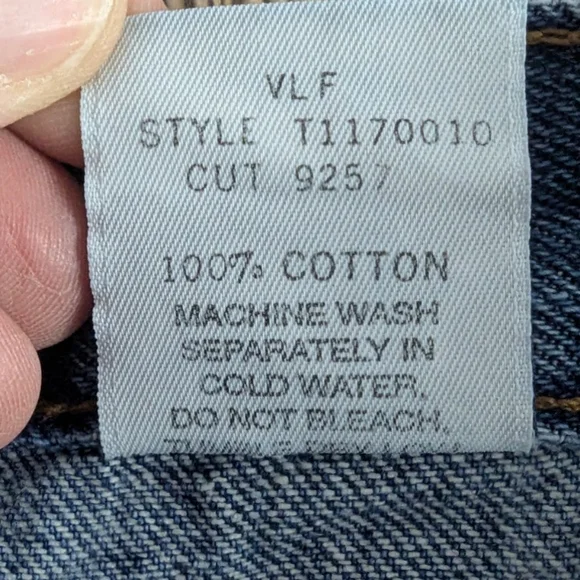 VLF
STYLE T1170010
CUT 9257
100% COTTON
MACHINE WASH
SEPARATELY IN
COLD WATER.
DO NOT BLEACH.